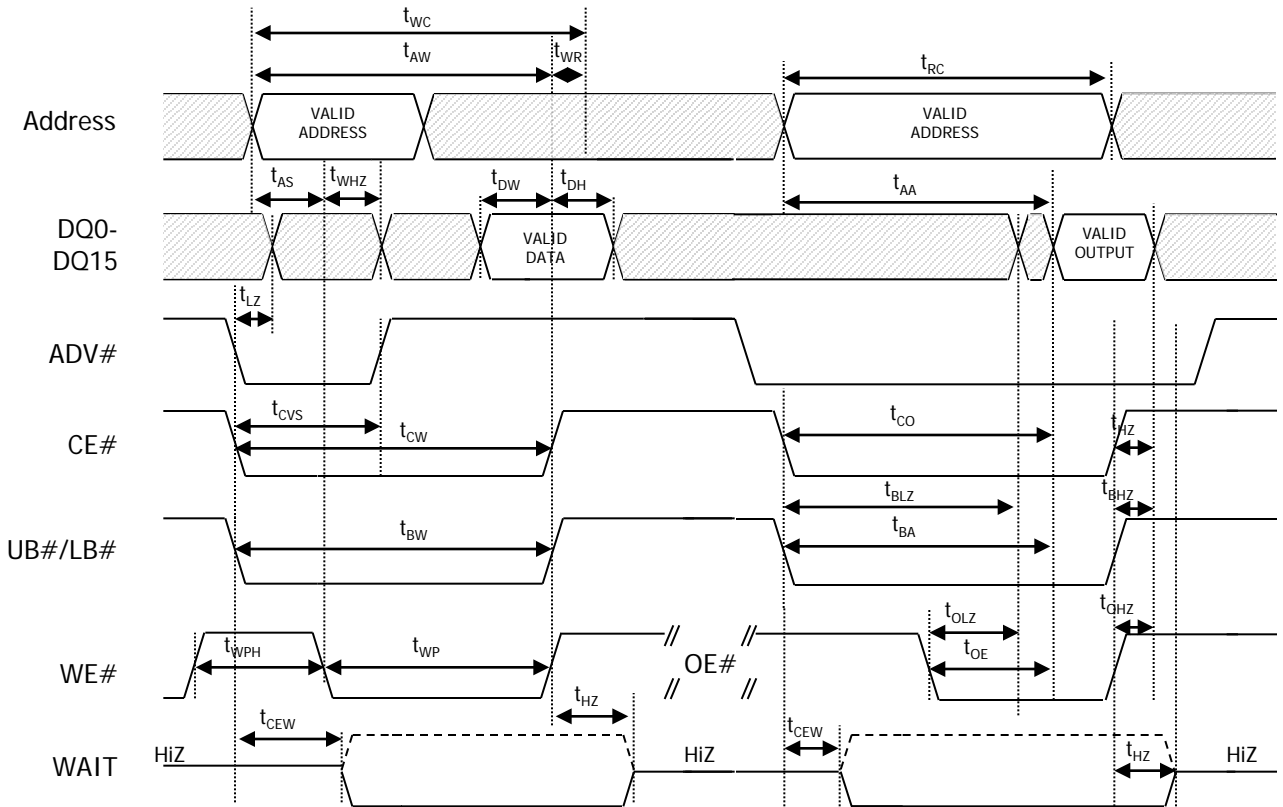 tWC
tAW
tWR
tRC
Address
VALID
ADDRESS
VALID
ADDRESS
tAS
tWHZ
tDW
tDH
tAA
DQ0-
DQ15
VALID
DATA
VALID
OUTPUT
tLZ
ADV#
tCVS
tCW
tCO
tHZ
CE#
tBLZ
tBHZ
UB#/LB#
tBW
tBA
tOLZ
tOHZ
WE#
tWPH
tWP
OE#
tOE
tHZ
tCEW
tCEW
WAIT
HiZ
HiZ
tHZ
HiZ